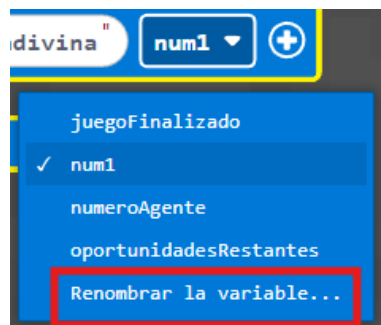 divina" num1
juegoFinalizado
✓ num1
numeroAgente
oportunidadesRestantes
Renombrar la variable...